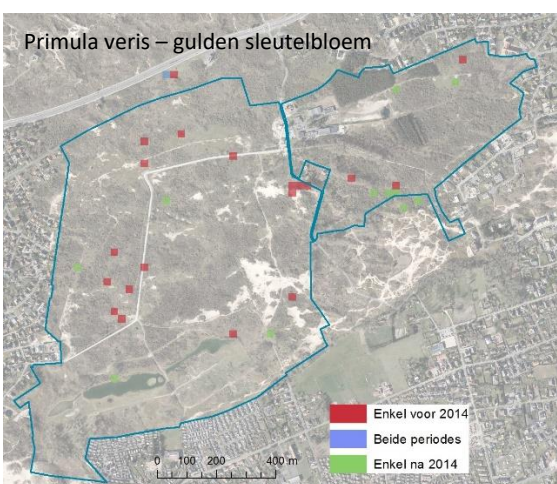 Primula veris – gulden sleutelbloem
Enkel voor 2014
Beide periodes
Enkel na 2014
0 100 200 400 m